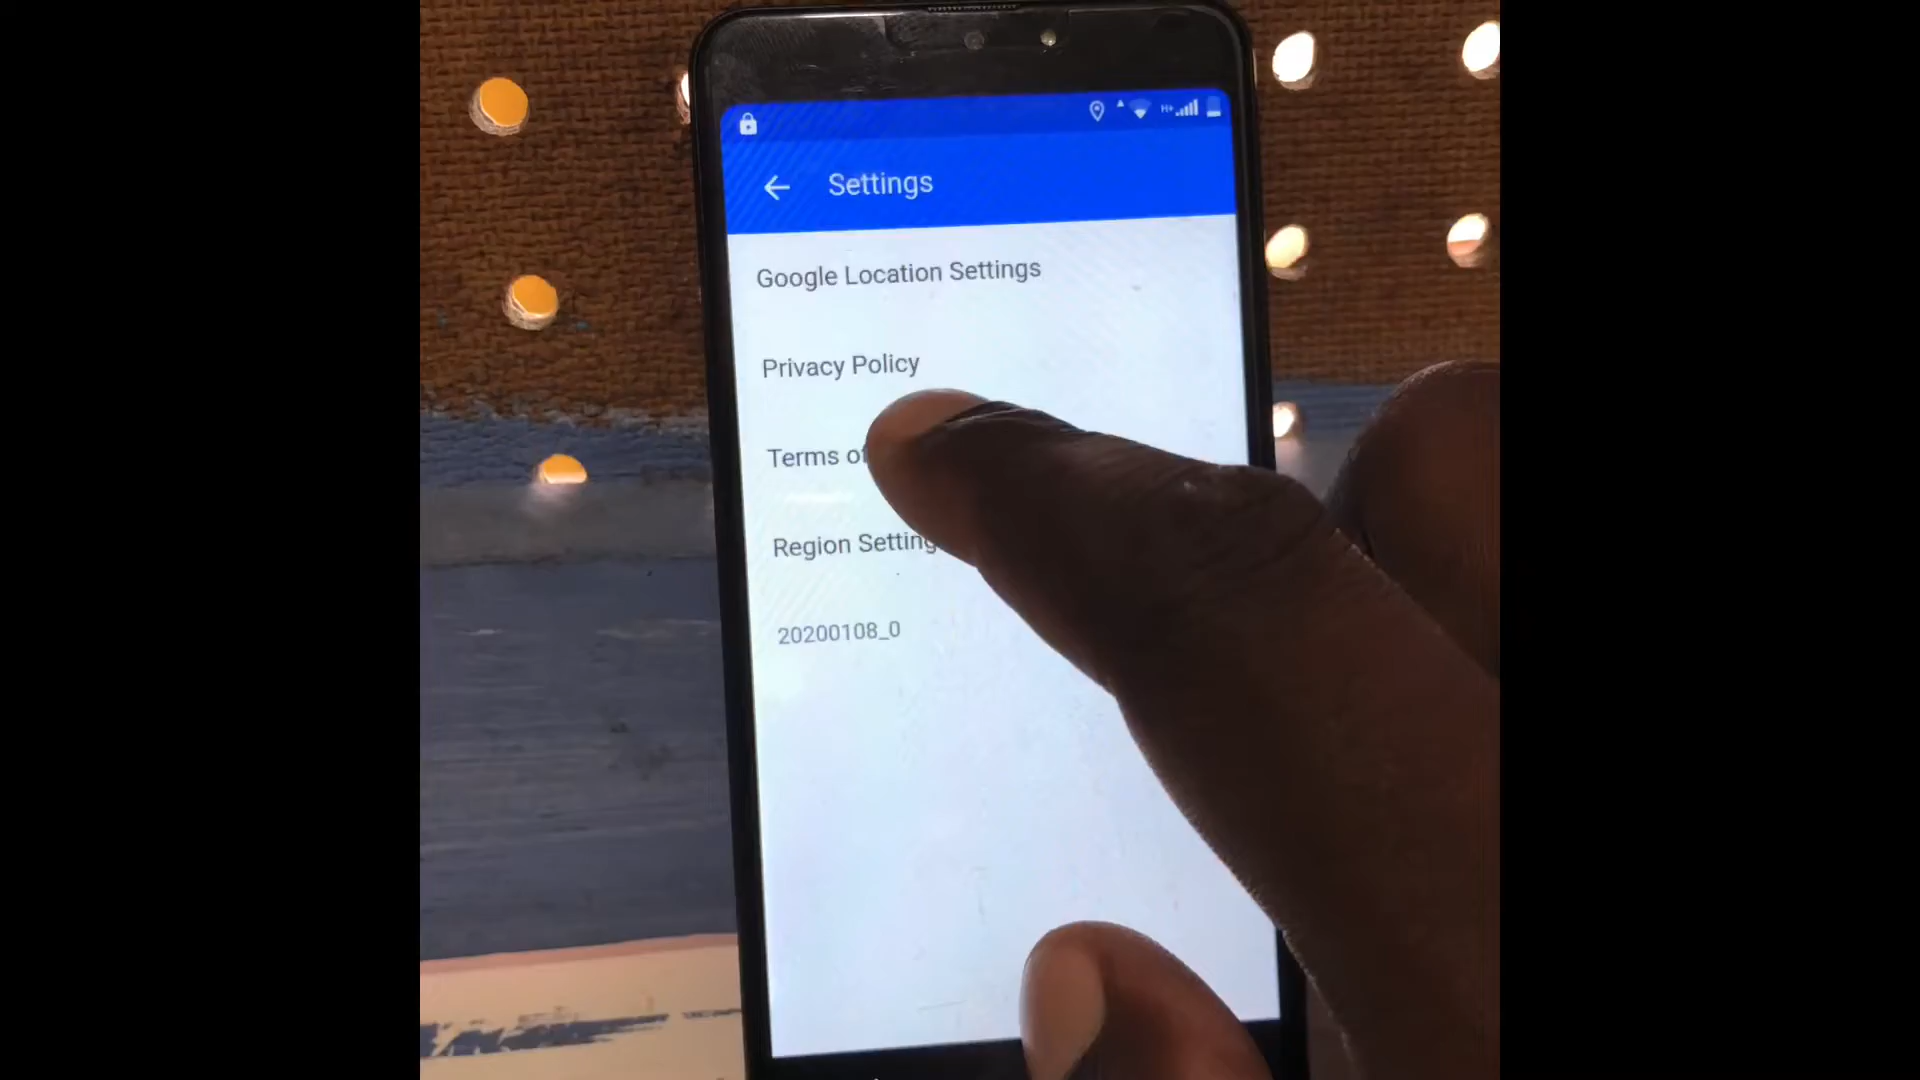 H+
Settings
Google Location Settings
Privacy Policy
Terms of
Region Setting
20200108_0